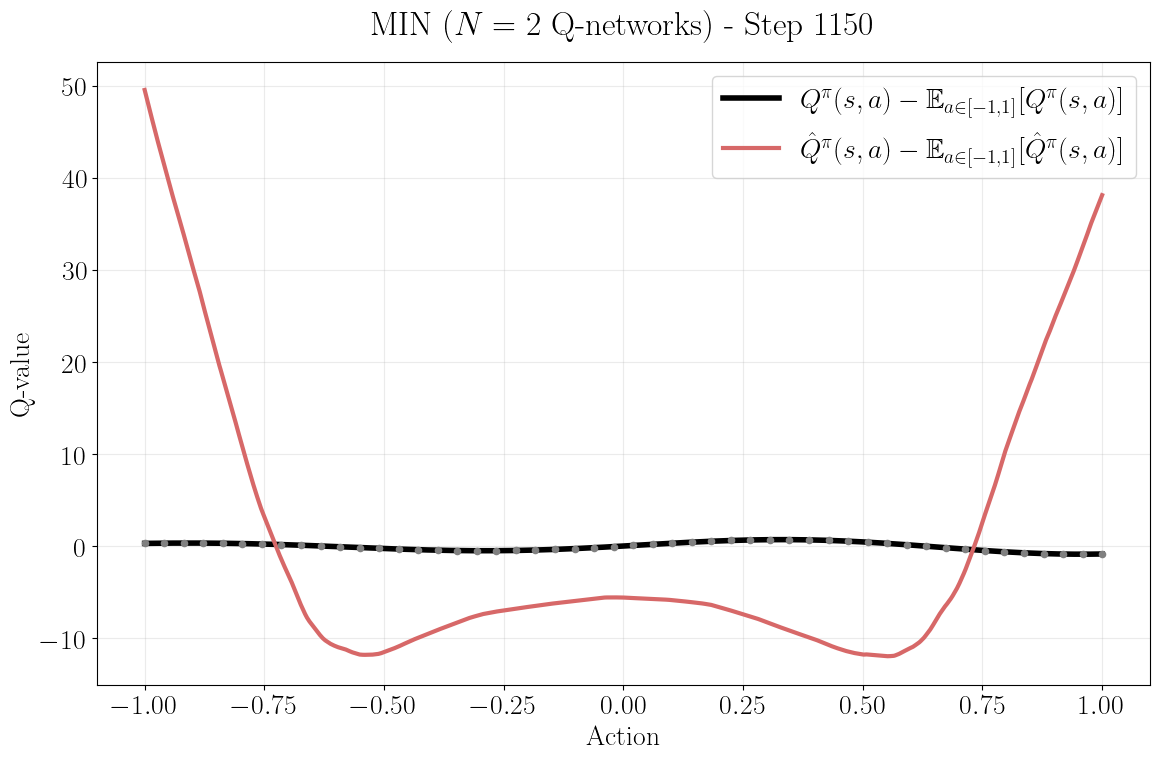 MIN (N = 2 Q-networks) - Step 1150
50
40
30
20
10
0
−10
Q-value
Q^π(s, a) − 𝔼_{a∈[−1,1]}[Q^π(s, a)]
Q̂^π(s, a) − 𝔼_{a∈[−1,1]}[Q̂^π(s, a)]
−1.00 −0.75 −0.50 −0.25 0.00 0.25 0.50 0.75 1.00
Action